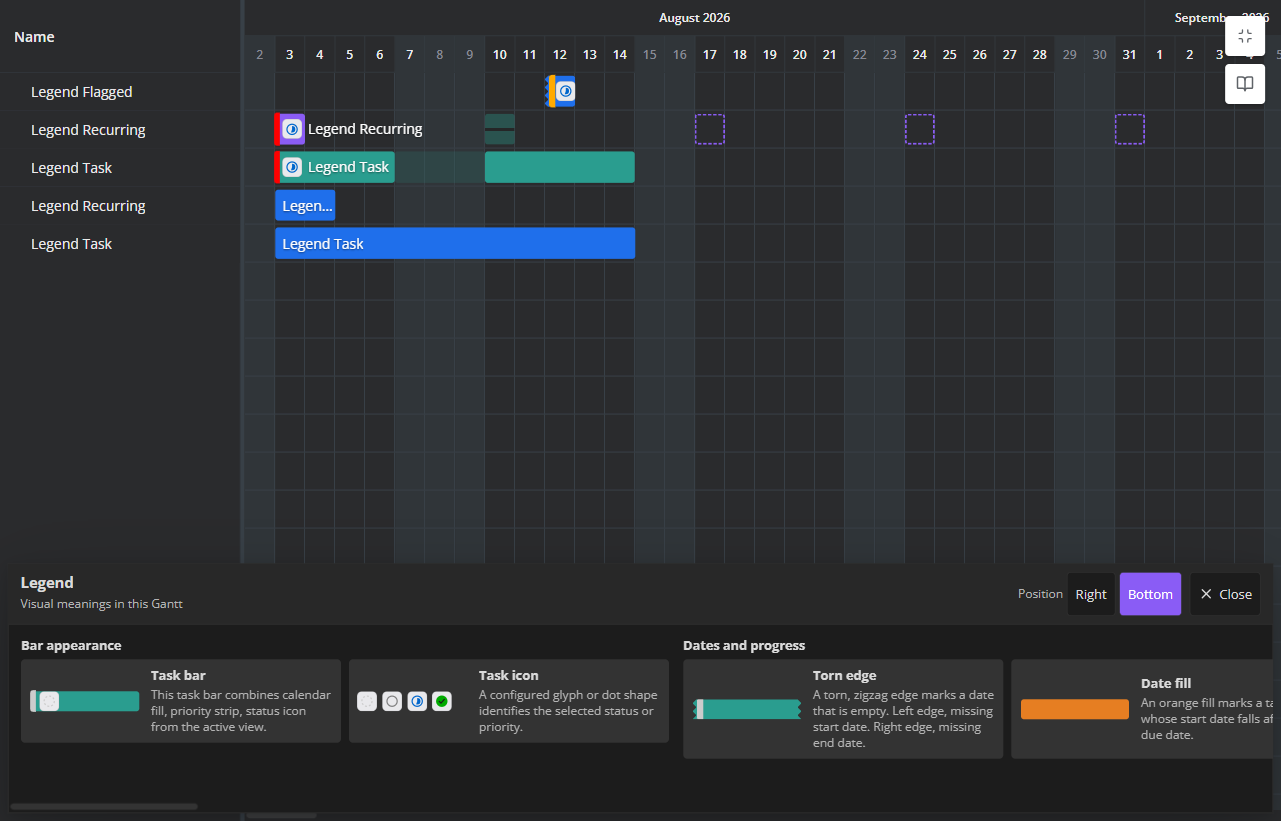 August 2026
Name
2 3 4 5 6 7 8 9 10 11 12 13 14 15 16 17 18 19 20 21 22 23 24 25 26 27 28 29 30 31 1 2 3
Legend Flagged
Legend Recurring
Legend Recurring
Legend Task
Legend Task
Legend Recurring
Legen...
Legend Task
Legend Task
Legend
Visual meanings in this Gantt
Position Right Bottom Close
Bar appearance
Task bar
This task bar combines calendar
fill, priority strip, status icon
from the active view.
Task icon
A configured glyph or dot shape
identifies the selected status or
priority.
Dates and progress
Torn edge
A torn, zigzag edge marks a date
that is empty. Left edge, missing
start date. Right edge, missing
end date.
Date fill
An orange fill marks a
whose start date falls
due date.